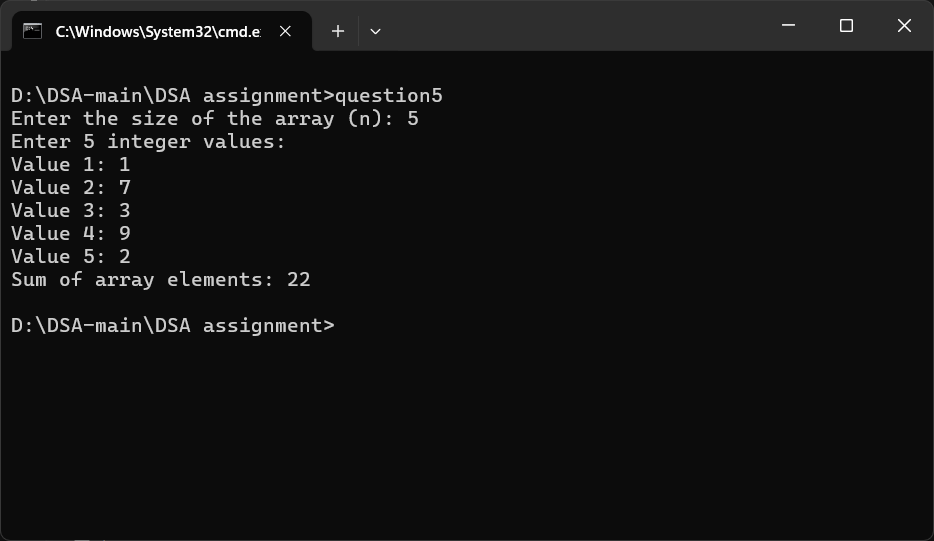 C:\Windows\System32\cmd.e
D:\DSA-main\DSA assignment>question5
Enter the size of the array (n): 5
Enter 5 integer values:
Value 1: 1
Value 2: 7
Value 3: 3
Value 4: 9
Value 5: 2
Sum of array elements: 22
D:\DSA-main\DSA assignment>